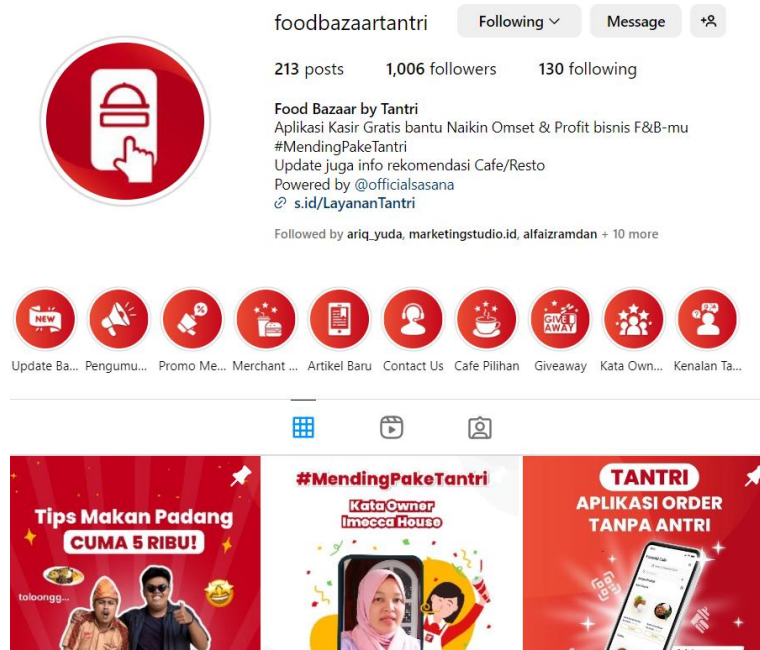 foodbazaartantri
Following
Message
213 posts
1,006 followers
130 following
Food Bazaar by Tantri
Aplikasi Kasir Gratis bantu Naikin Omset & Profit bisnis F&B-mu
#MendingPakeTantri
Update juga info rekomendasi Cafe/Resto
Powered by @officialsasana
s.id/LayananTantri
Followed by ariq_yuda, marketingstudio.id, alfaizramdan + 10 more
NEW
%
GIVE
AWAY
Update Ba...
Pengumu...
Promo Me...
Merchant ...
Artikel Baru
Contact Us
Cafe Pilihan
Giveaway
Kata Own...
Kenalan Ta...
Tips Makan Padang
CUMA 5 RIBU!
toloongg...
#MendingPakeTantri
Kata Owner
Imecca House
TANTRI
APLIKASI ORDER
TANPA ANTRI